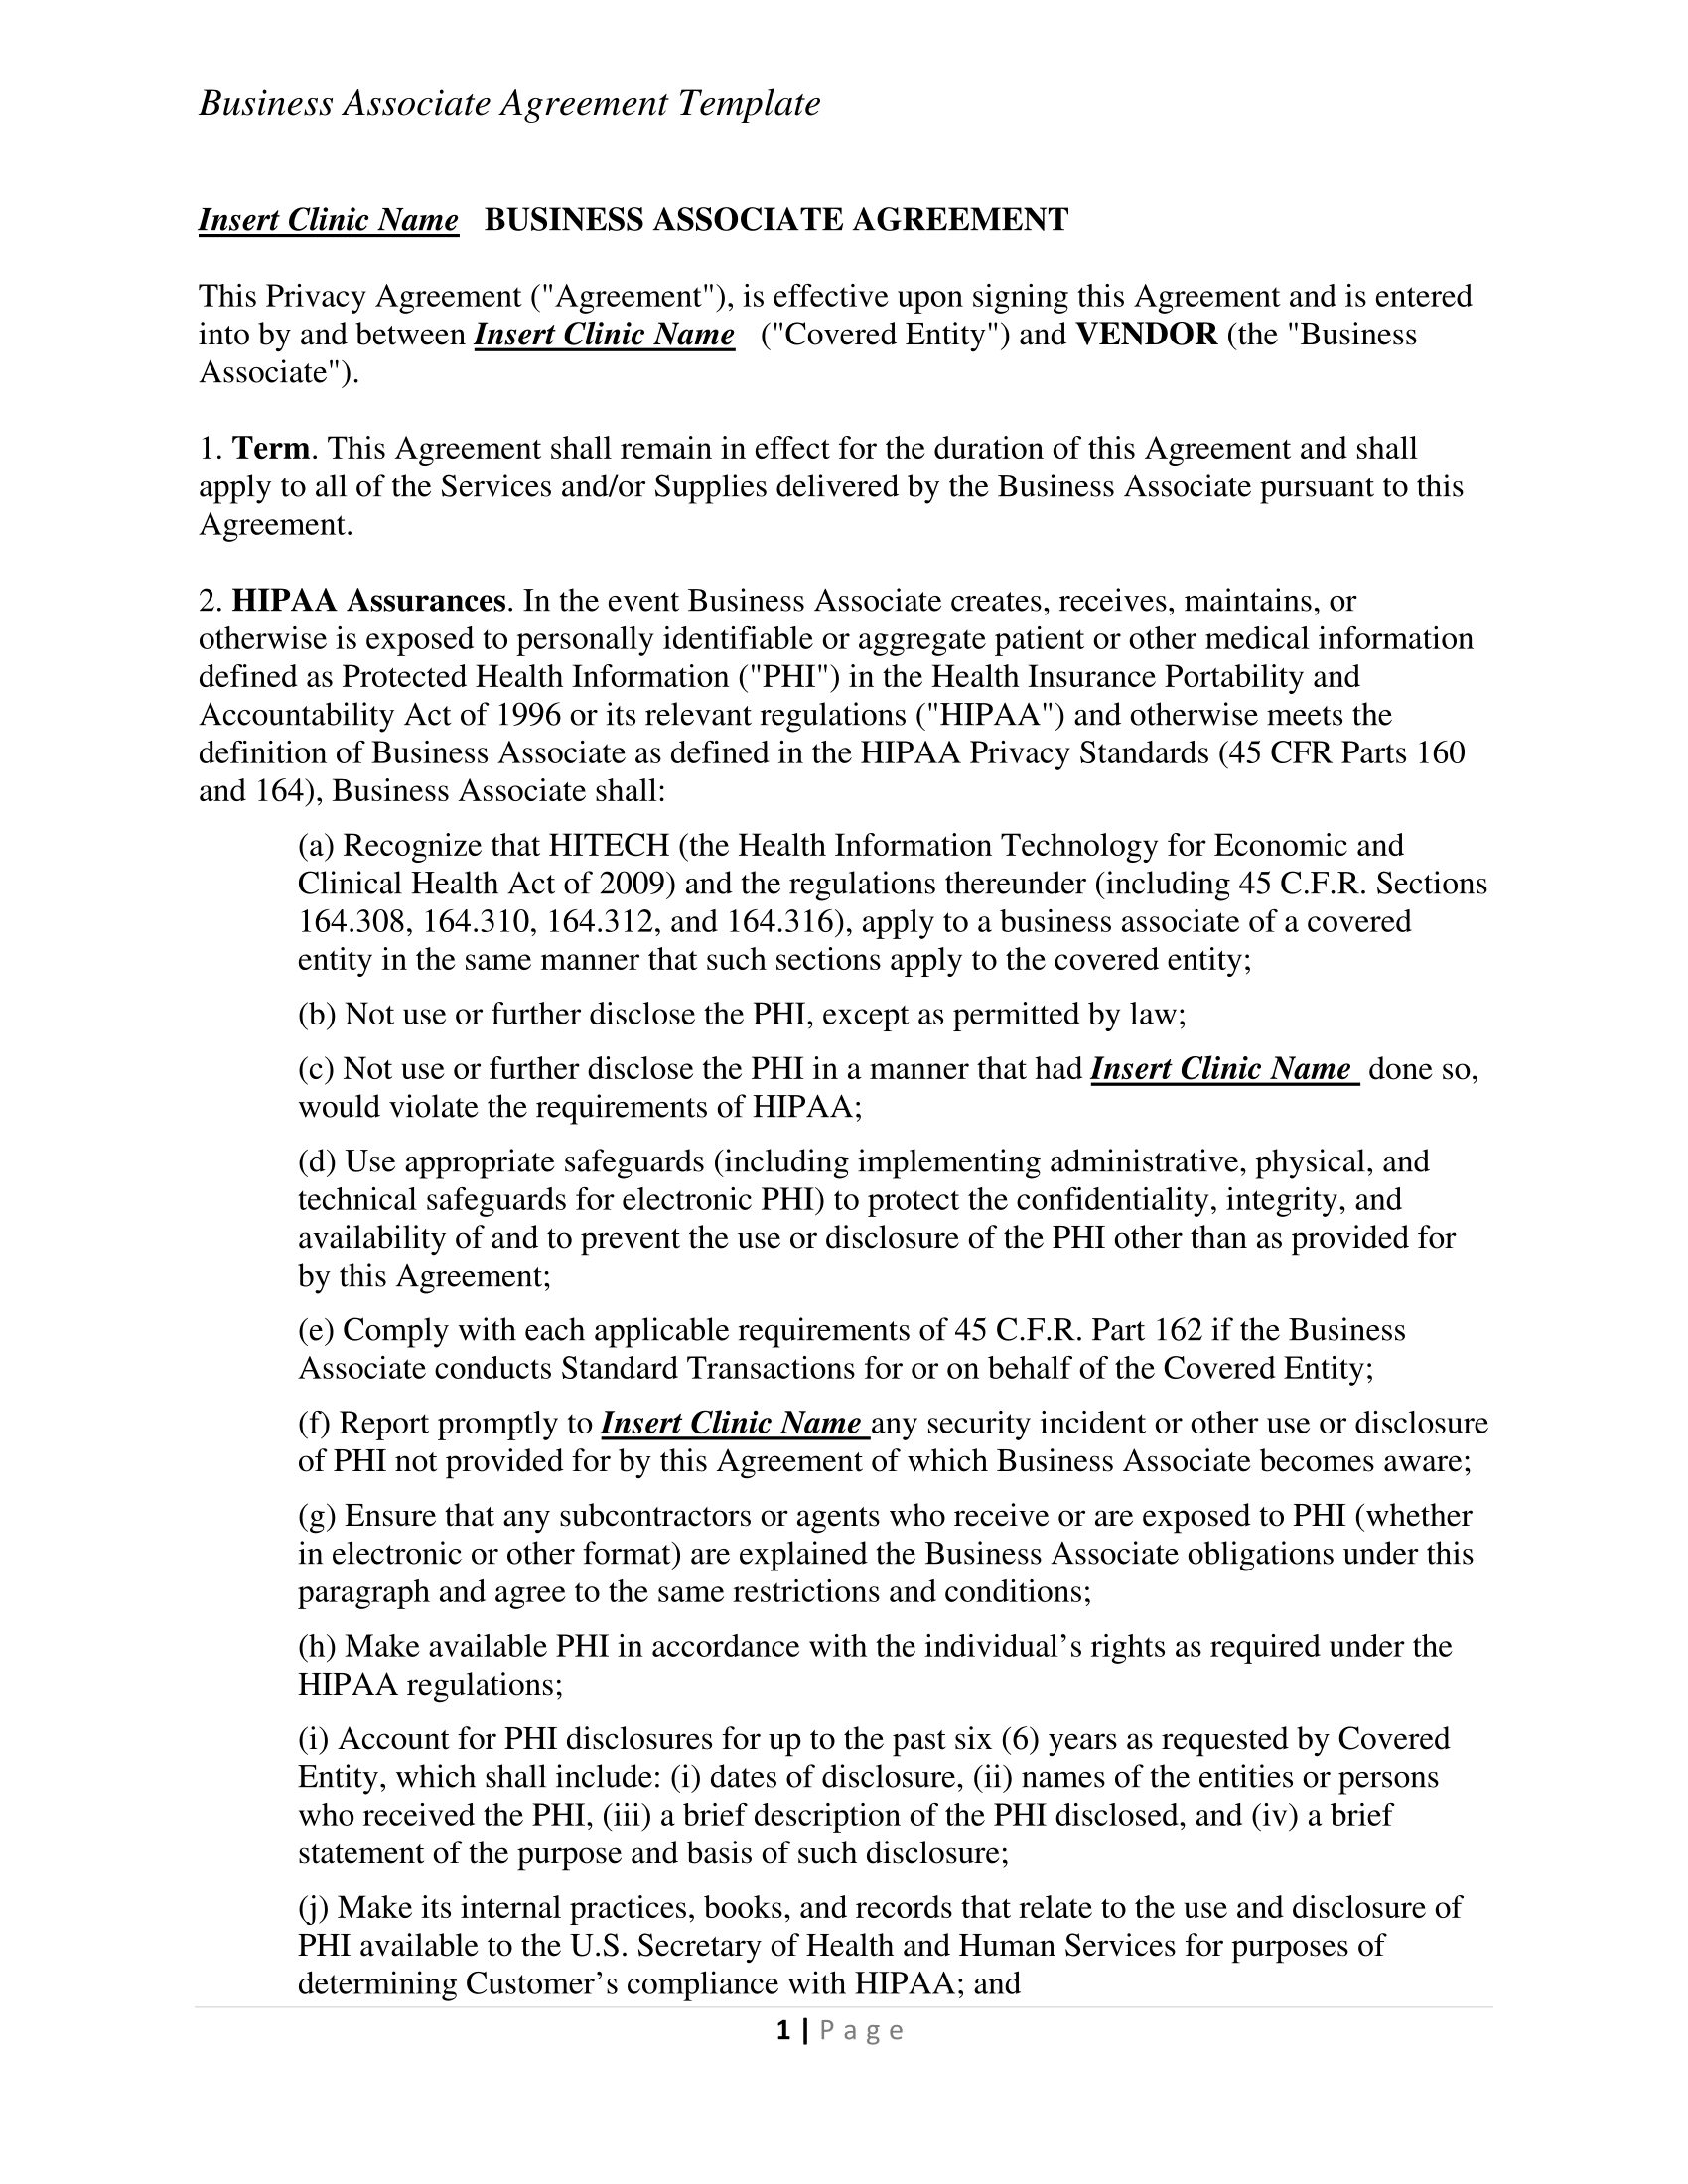 Business Associate Agreement Template
Insert Clinic Name BUSINESS ASSOCIATE AGREEMENT
This Privacy Agreement ("Agreement"), is effective upon signing this Agreement and is entered
into by and between Insert Clinic Name ("Covered Entity") and VENDOR (the "Business
Associate").
1. Term. This Agreement shall remain in effect for the duration of this Agreement and shall
apply to all of the Services and/or Supplies delivered by the Business Associate pursuant to this
Agreement.
2. HIPAA Assurances. In the event Business Associate creates, receives, maintains, or
otherwise is exposed to personally identifiable or aggregate patient or other medical information
defined as Protected Health Information ("PHI") in the Health Insurance Portability and
Accountability Act of 1996 or its relevant regulations ("HIPAA") and otherwise meets the
definition of Business Associate as defined in the HIPAA Privacy Standards (45 CFR Parts 160
and 164), Business Associate shall:
(a) Recognize that HITECH (the Health Information Technology for Economic and
Clinical Health Act of 2009) and the regulations thereunder (including 45 C.F.R. Sections
164.308, 164.310, 164.312, and 164.316), apply to a business associate of a covered
entity in the same manner that such sections apply to the covered entity;
(b) Not use or further disclose the PHI, except as permitted by law;
(c) Not use or further disclose the PHI in a manner that had Insert Clinic Name done so,
would violate the requirements of HIPAA;
(d) Use appropriate safeguards (including implementing administrative, physical, and
technical safeguards for electronic PHI) to protect the confidentiality, integrity, and
availability of and to prevent the use or disclosure of the PHI other than as provided for
by this Agreement;
(e) Comply with each applicable requirements of 45 C.F.R. Part 162 if the Business
Associate conducts Standard Transactions for or on behalf of the Covered Entity;
(f) Report promptly to Insert Clinic Name any security incident or other use or disclosure
of PHI not provided for by this Agreement of which Business Associate becomes aware;
(g) Ensure that any subcontractors or agents who receive or are exposed to PHI (whether
in electronic or other format) are explained the Business Associate obligations under this
paragraph and agree to the same restrictions and conditions;
(h) Make available PHI in accordance with the individual’s rights as required under the
HIPAA regulations;
(i) Account for PHI disclosures for up to the past six (6) years as requested by Covered
Entity, which shall include: (i) dates of disclosure, (ii) names of the entities or persons
who received the PHI, (iii) a brief description of the PHI disclosed, and (iv) a brief
statement of the purpose and basis of such disclosure;
(j) Make its internal practices, books, and records that relate to the use and disclosure of
PHI available to the U.S. Secretary of Health and Human Services for purposes of
determining Customer’s compliance with HIPAA; and
1 | Page